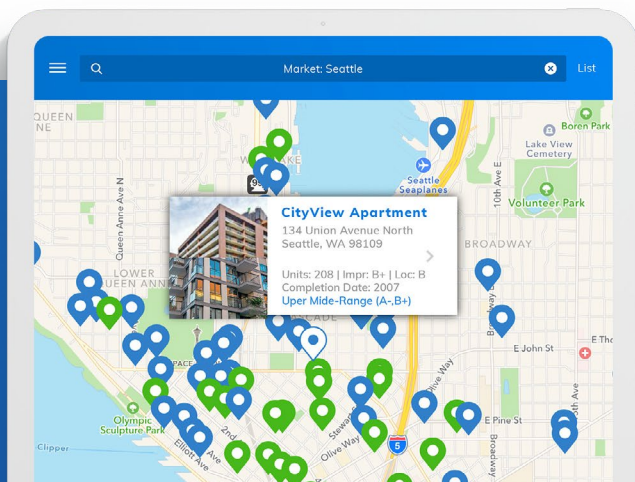 Market: Seattle
List
QUEEN
NE
Boren Park
Lake View
Cemetery
Seattle
Seaplanes
10th Ave E
Volunteer Park
Queen Anne Ave N
BROADWAY
LOWER
QUEEN ANNE
CityView Apartment
134 Union Avenue North
Seattle, WA 98109
Units: 208 | Impr: B+ | Loc: B
Completion Date: 2007
Uper Mide-Range (A-,B+)
E John St
E Tho
Olive Way
Olympic
Sculpture Park
Elliott Ave
2nd
Olive Way
5
E Pine St
Broadway
Clipper